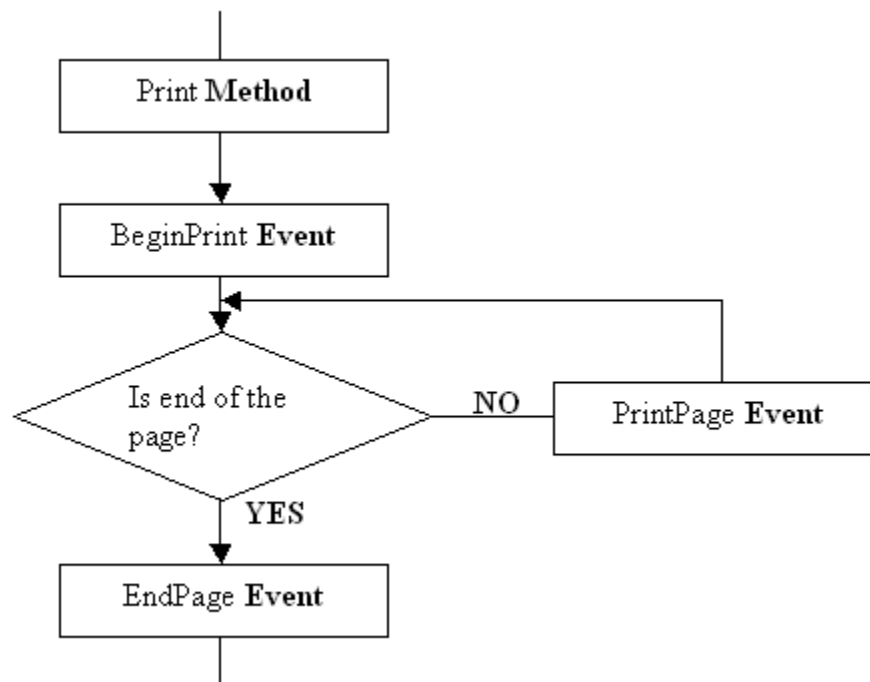 Print Method
BeginPrint Event
Is end of the
page?
NO
PrintPage Event
YES
EndPage Event